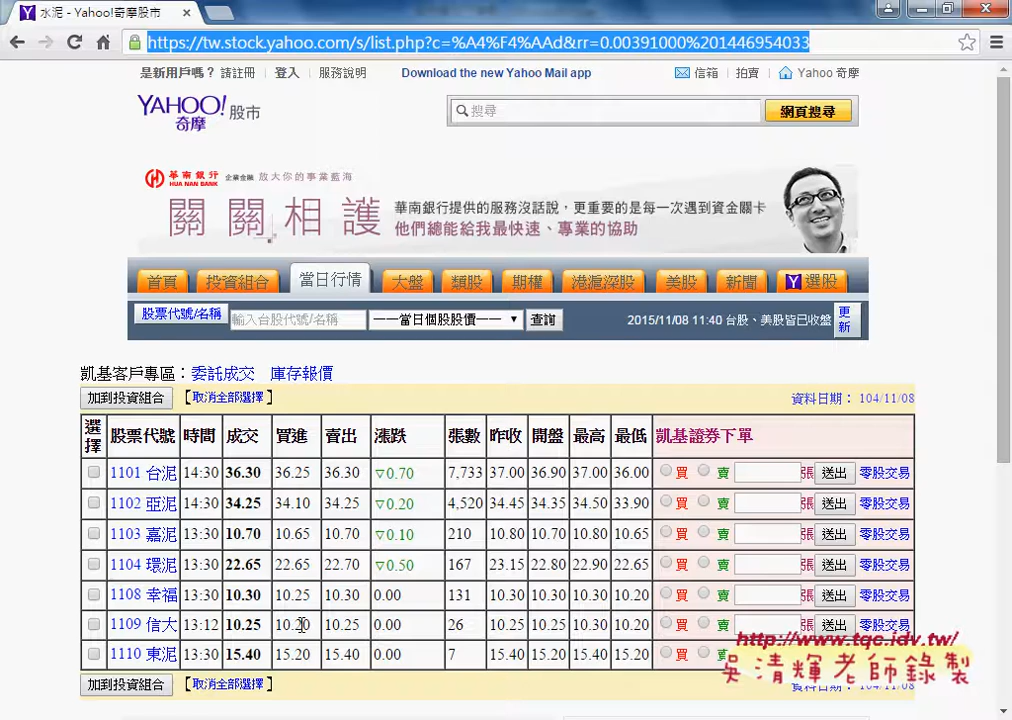 水泥 - Yahoo!奇摩股市
https://tw.stock.yahoo.com/s/list.php?c=%A4%F4%AAd&rr=0.00391000%201446954033
是新用戶嗎？ 請註冊 登入 服務說明 Download the new Yahoo Mail app 信箱 拍賣 Yahoo 奇摩
YAHOO! 奇摩 股市
搜尋 網頁搜尋
華南銀行 HUA NAN BANK 企業金融 放大你的事業藍海
關關相護
華南銀行提供的服務沒話說，更重要的是每一次遇到資金關卡
他們總能給我最快速、專業的協助
首頁 投資組合 當日行情 大盤 類股 期權 港滬深股 美股 新聞 選股
股票代號/名稱 輸入台股代號/名稱 ——當日個股股價—— 查詢 2015/11/08 11:40 台股、美股皆已收盤 更新
凱基客戶專區：委託成交 庫存報價
加到投資組合 【取消全部選擇】 資料日期： 104/11/08
選擇 股票代號 時間 成交 買進 賣出 漲跌 張數 昨收 開盤 最高 最低 凱基證券下單
1101 台泥 14:30 36.30 36.25 36.30 ▽0.70 7,733 37.00 36.90 37.00 36.00 買 賣 張 送出 零股交易
1102 亞泥 14:30 34.25 34.10 34.25 ▽0.20 4,520 34.45 34.35 34.45 33.90 買 賣 張 送出 零股交易
1103 嘉泥 13:30 10.70 10.65 10.70 ▽0.10 210 10.80 10.70 10.80 10.65 買 賣 張 送出 零股交易
1104 環泥 13:30 22.65 22.65 22.70 ▽0.50 167 23.15 22.80 22.90 22.65 買 賣 張 送出 零股交易
1108 幸福 13:30 10.30 10.25 10.30 0.00 131 10.30 10.30 10.30 10.20 買 賣 張 送出 零股交易
1109 信大 13:12 10.25 10.20 10.25 0.00 26 10.25 10.25 10.30 10.20 買 賣 張 送出 零股交易
http://www.tqc.idv.tw/
1110 東泥 13:30 15.40 15.20 15.40 0.00 7 15.40 15.20 15.40 15.20 買 賣
吳清輝老師錄製
加到投資組合 【取消全部選擇】 資料日期： 104/11/08